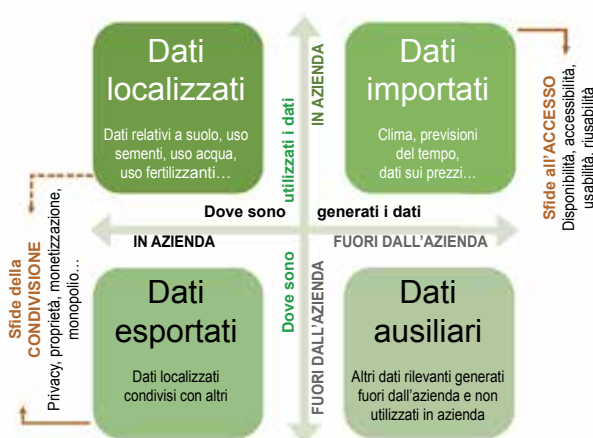 Dati
localizzati
Dati relativi a suolo, uso
sementi, uso acqua,
uso fertilizzanti…
Dati
importati
Clima, previsioni
del tempo,
dati sui prezzi…
Dove sono generati i dati
IN AZIENDA
FUORI DALL'AZIENDA
Dove sono utilizzati i dati
IN AZIENDA
FUORI DALL'AZIENDA
Dati
esportati
Dati localizzati
condivisi con altri
Dati
ausiliari
Altri dati rilevanti generati
fuori dall'azienda e non
utilizzati in azienda
Sfide della
CONDIVISIONE
Privacy, proprietà, monetizzazione,
monopolio…
Sfide all'ACCESSO
Disponibilità, accessibilità,
usabilità, riusabilità